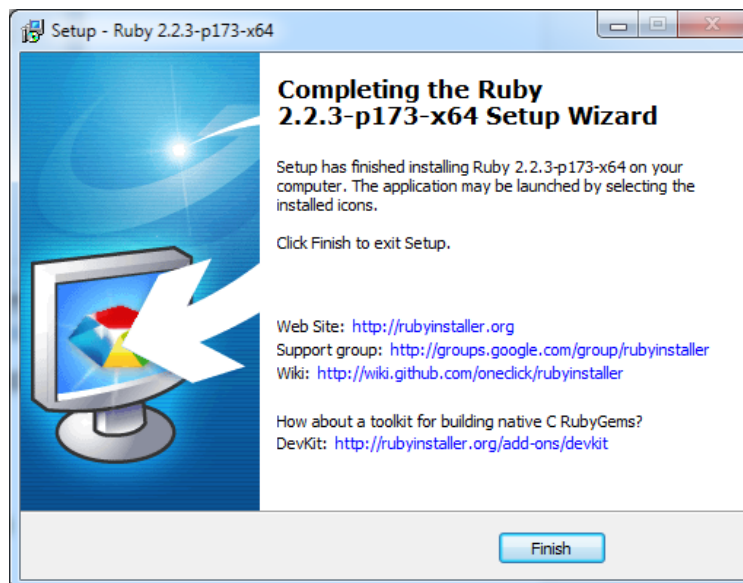 Setup - Ruby 2.2.3-p173-x64
Completing the Ruby
2.2.3-p173-x64 Setup Wizard
Setup has finished installing Ruby 2.2.3-p173-x64 on your
computer. The application may be launched by selecting the
installed icons.
Click Finish to exit Setup.
Web Site: http://rubyinstaller.org
Support group: http://groups.google.com/group/rubyinstaller
Wiki: http://wiki.github.com/oneclick/rubyinstaller
How about a toolkit for building native C RubyGems?
DevKit: http://rubyinstaller.org/add-ons/devkit
Finish